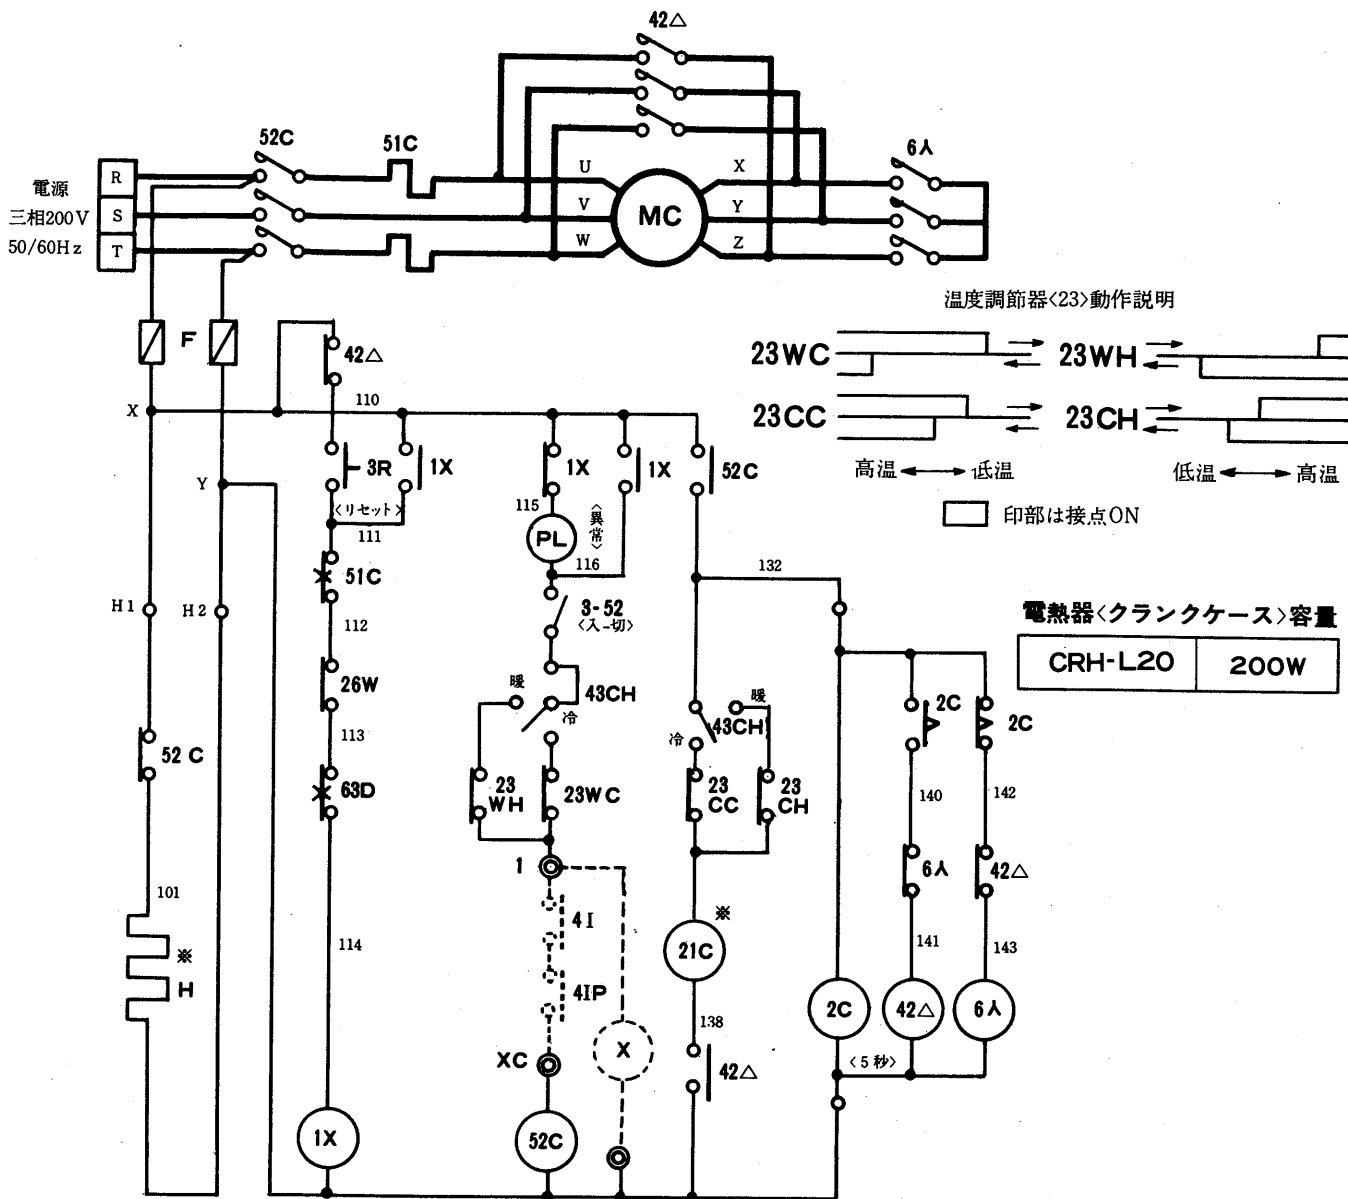 42△
52C
51C
6人
電源
三相200V
50/60Hz
R
S
T
U
V
W
MC
X
Y
Z
温度調節器〈23〉動作説明
23WC
23WH
23CC
23CH
高温 ←→ 低温
低温 ←→ 高温
印部は接点ON
F
42△
X
110
3R
1X
1X
1X
52C
Y
〈リセット〉
111
115
PL
〈異常〉
116
132
51C
H1
H2
112
3-52
〈入-切〉
電熱器〈クランクケース〉容量
CRH-L20
200W
26W
暖
43CH
冷
暖
43CH
冷
2C
2C
113
52C
63D
23
WH
23WC
23
CC
23
CH
140
142
1
6人
42△
101
4I
※
114
141
143
※
H
4IP
21C
2C
42△
6人
138
XC
X
42△
〈5秒〉
1X
52C